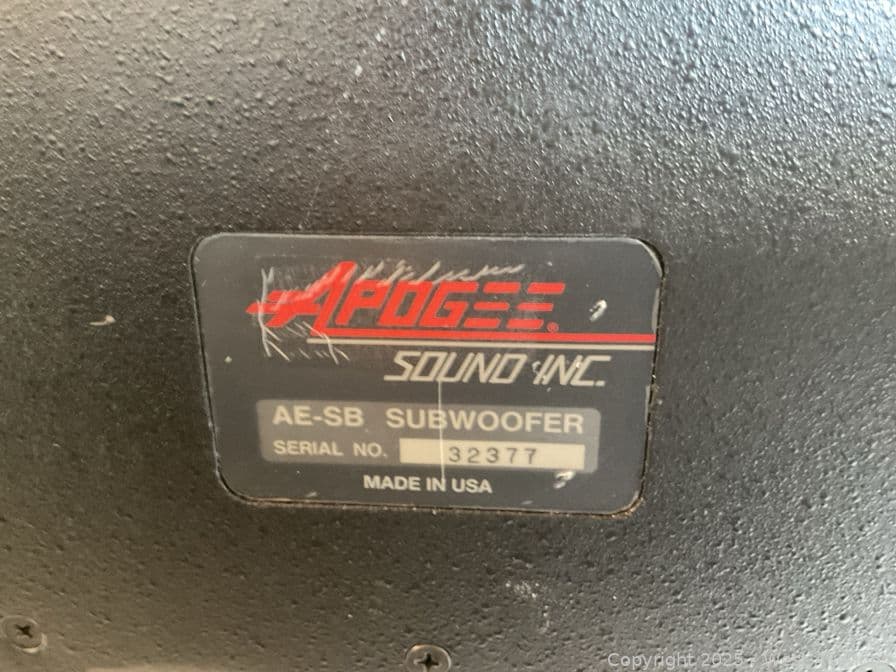 APOGEE®
SOUND INC.
AE-SB SUBWOOFER
SERIAL NO. 32377
MADE IN USA
Copyright 2025